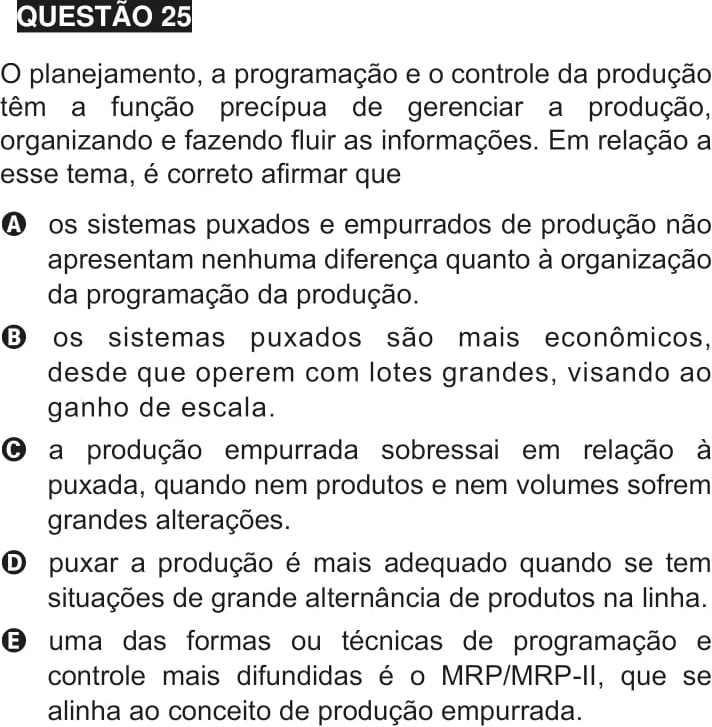 QUESTÃO 25
O planejamento, a programação e o controle da produção
têm a função precípua de gerenciar a produção,
organizando e fazendo fluir as informações. Em relação a
esse tema, é correto afirmar que
A os sistemas puxados e empurrados de produção não
apresentam nenhuma diferença quanto à organização
da programação da produção.
B os sistemas puxados são mais econômicos,
desde que operem com lotes grandes, visando ao
ganho de escala.
C a produção empurrada sobressai em relação à
puxada, quando nem produtos e nem volumes sofrem
grandes alterações.
D puxar a produção é mais adequado quando se tem
situações de grande alternância de produtos na linha.
E uma das formas ou técnicas de programação e
controle mais difundidas é o MRP/MRP-II, que se
alinha ao conceito de produção empurrada.